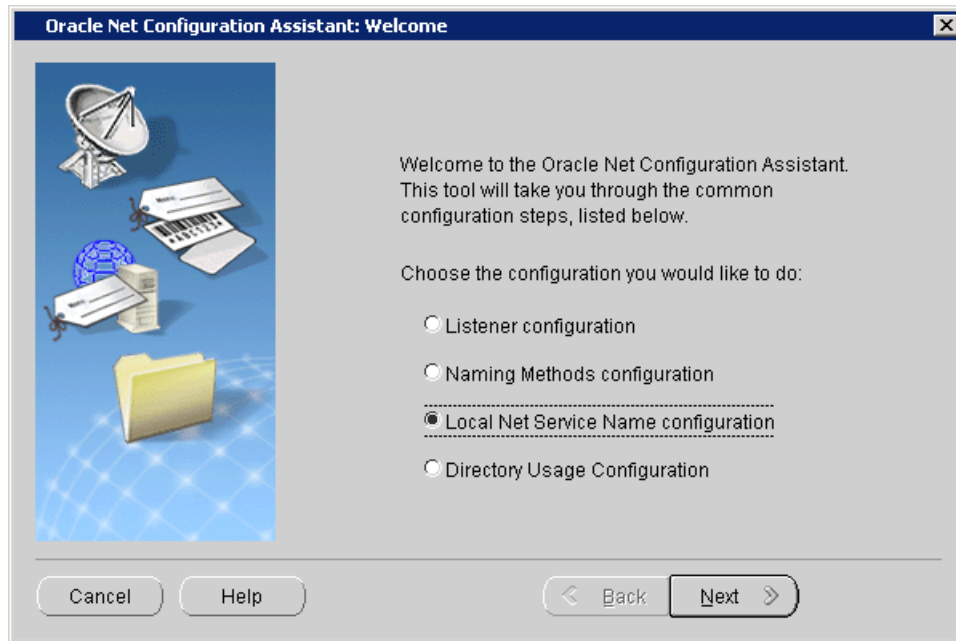 Oracle Net Configuration Assistant: Welcome
Welcome to the Oracle Net Configuration Assistant.
This tool will take you through the common
configuration steps, listed below.
Choose the configuration you would like to do:
Listener configuration
Naming Methods configuration
Local Net Service Name configuration
Directory Usage Configuration
Cancel
Help
Back
Next